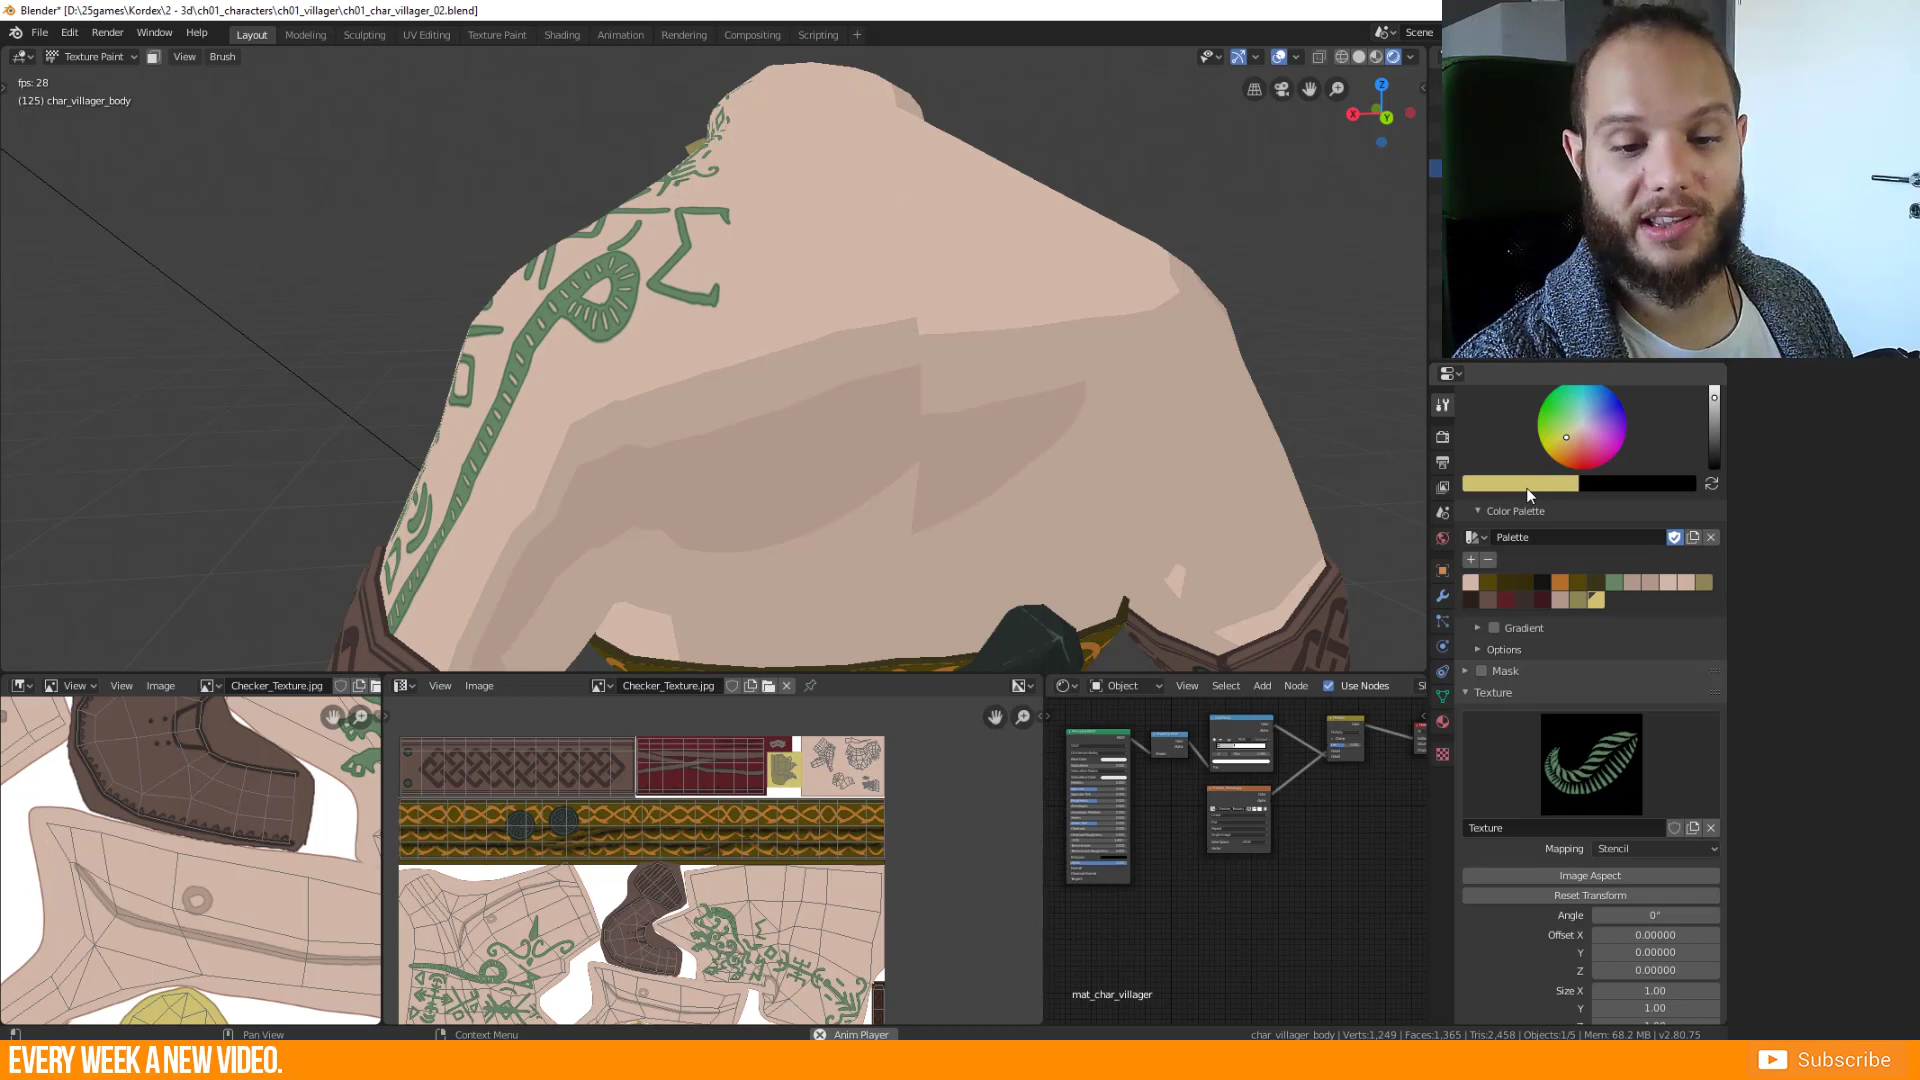 Blender* [D:\25games\Kordex\2 - 3d\ch01_characters\ch01_villager\ch01_char_villager_02.blend]
File Edit Render Window Help Layout Modeling Sculpting UV Editing Texture Paint Shading Animation Rendering Compositing Scripting + Scene
Texture Paint View Brush
fps: 28
(125) char_villager_body
Z
X
Y
Color Palette
Palette
Gradient
Options
Mask
Texture
Texture
Mapping Stencil
Image Aspect
Reset Transform
Angle 0°
Offset X 0.00000
Y 0.00000
Z 0.00000
Size X 1.00
Y 1.00
View View Image Checker_Texture.jpg
View Image Checker_Texture.jpg
Object View Select Add Node Use Nodes
mat_char_villager
Pan View Context Menu Anim Player
char_villager_body | Verts:1,249 | Faces:1,365 | Tris:2,458 | Objects:1/5 | Mem: 68.2 MB | v2.80.75
EVERY WEEK A NEW VIDEO.
Subscribe